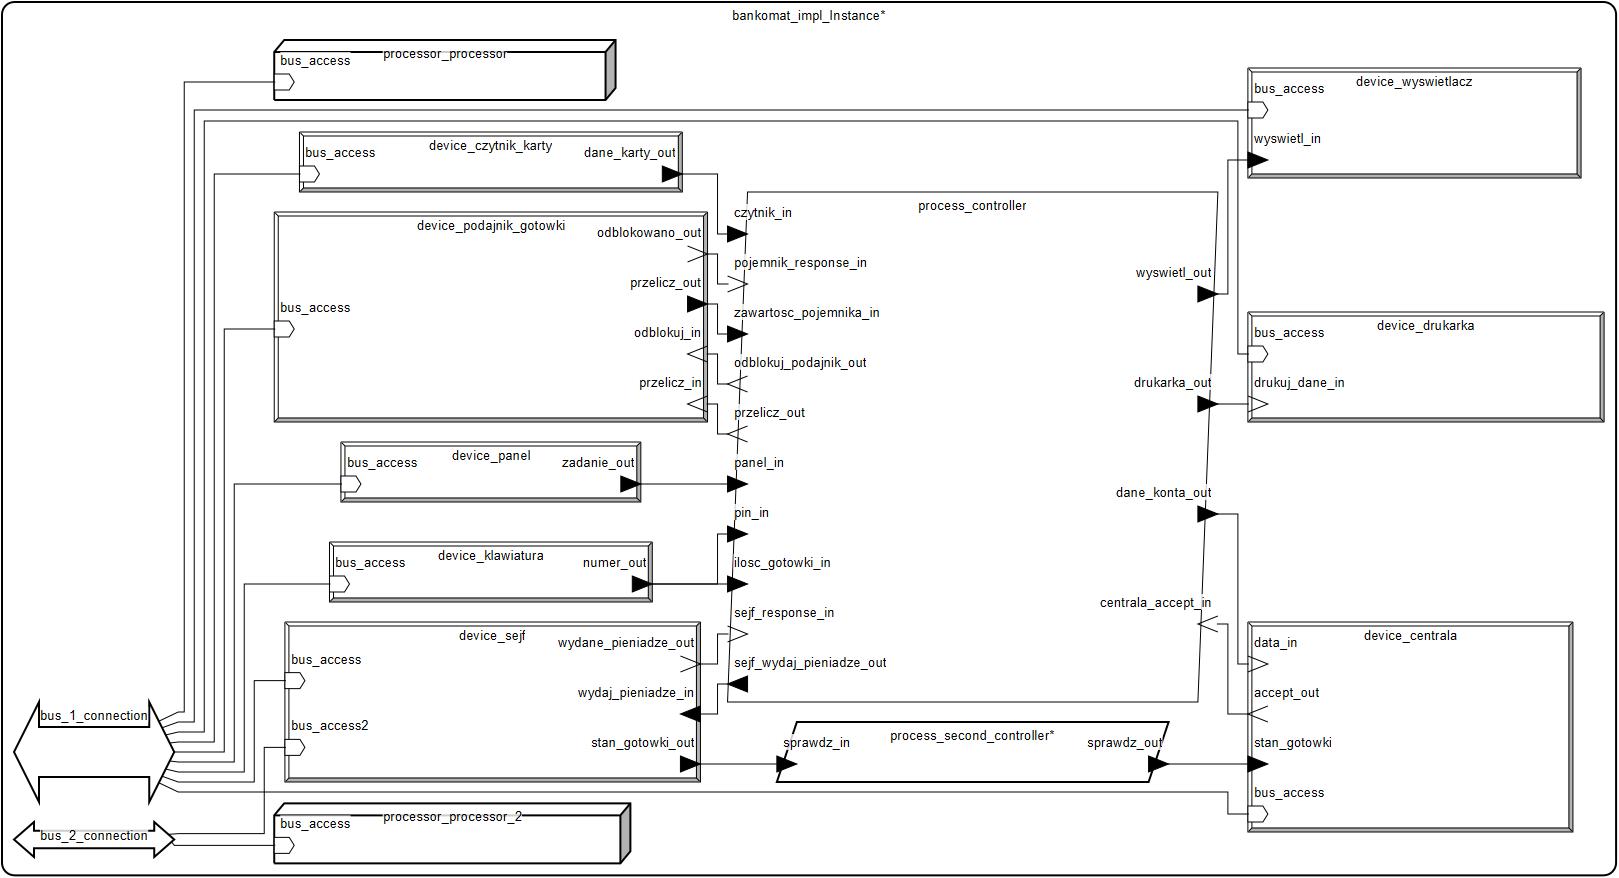 bankomat_impl_Instance*
processor_processor
bus_access
device_wyswietlacz
bus_access
wyswietl_in
device_czytnik_karty
bus_access
dane_karty_out
device_podajnik_gotowki
odblokowano_out
przelicz_out
bus_access
odblokuj_in
przelicz_in
process_controller
czytnik_in
pojemnik_response_in
zawartosc_pojemnika_in
odblokuj_podajnik_out
przelicz_out
panel_in
pin_in
ilosc_gotowki_in
sejf_response_in
sejf_wydaj_pieniadze_out
wyswietl_out
drukarka_out
dane_konta_out
centrala_accept_in
device_drukarka
bus_access
drukuj_dane_in
device_panel
bus_access
zadanie_out
device_klawiatura
bus_access
numer_out
device_sejf
wydane_pieniadze_out
bus_access
wydaj_pieniadze_in
bus_access2
stan_gotowki_out
device_centrala
data_in
accept_out
stan_gotowki
bus_access
process_second_controller*
sprawdz_in
sprawdz_out
bus_1_connection
bus_2_connection
processor_processor_2
bus_access